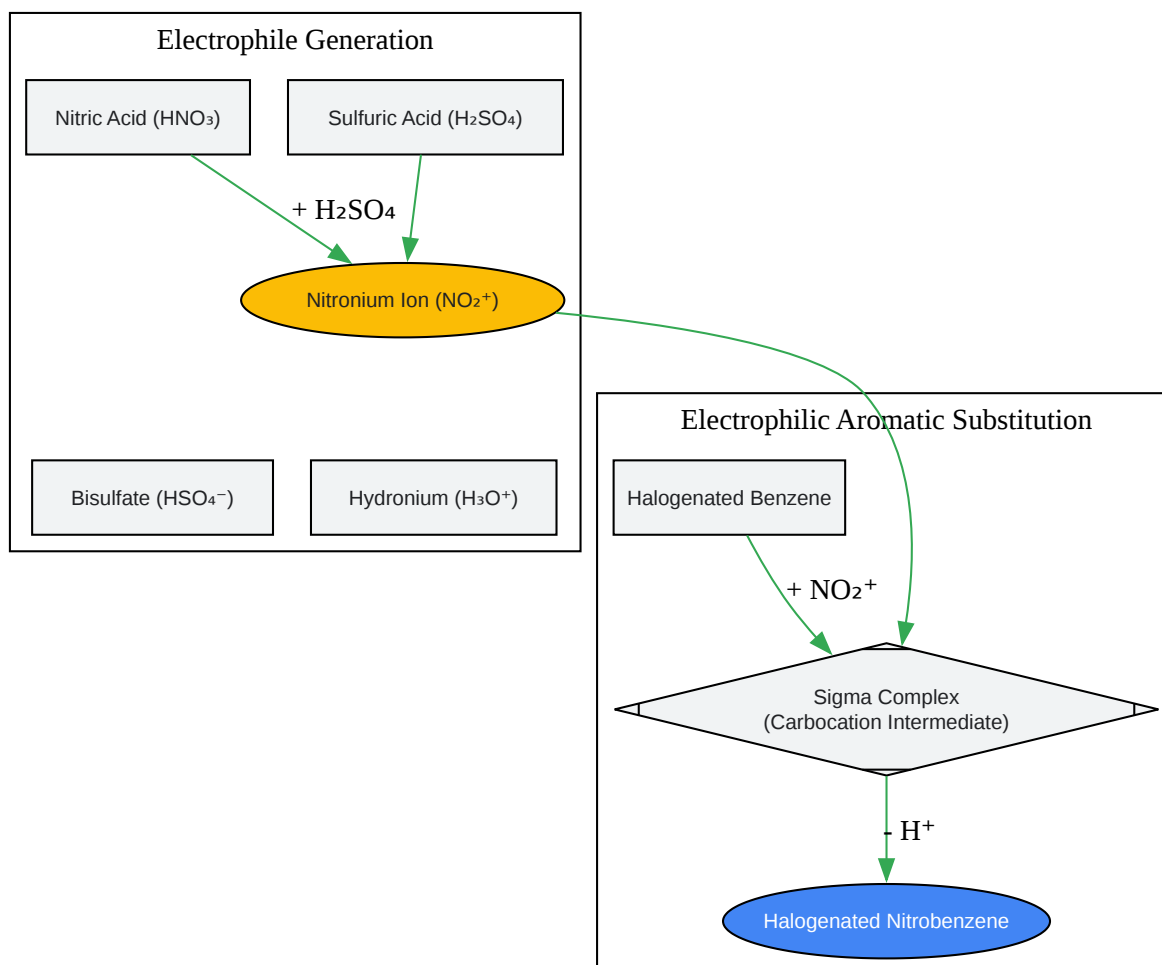 Electrophile Generation
Nitric Acid (HNO₃)
Sulfuric Acid (H₂SO₄)
+ H₂SO₄
Nitronium Ion (NO₂⁺)
Bisulfate (HSO₄⁻)
Hydronium (H₃O⁺)
Electrophilic Aromatic Substitution
Halogenated Benzene
+ NO₂⁺
Sigma Complex
(Carbocation Intermediate)
- H⁺
Halogenated Nitrobenzene